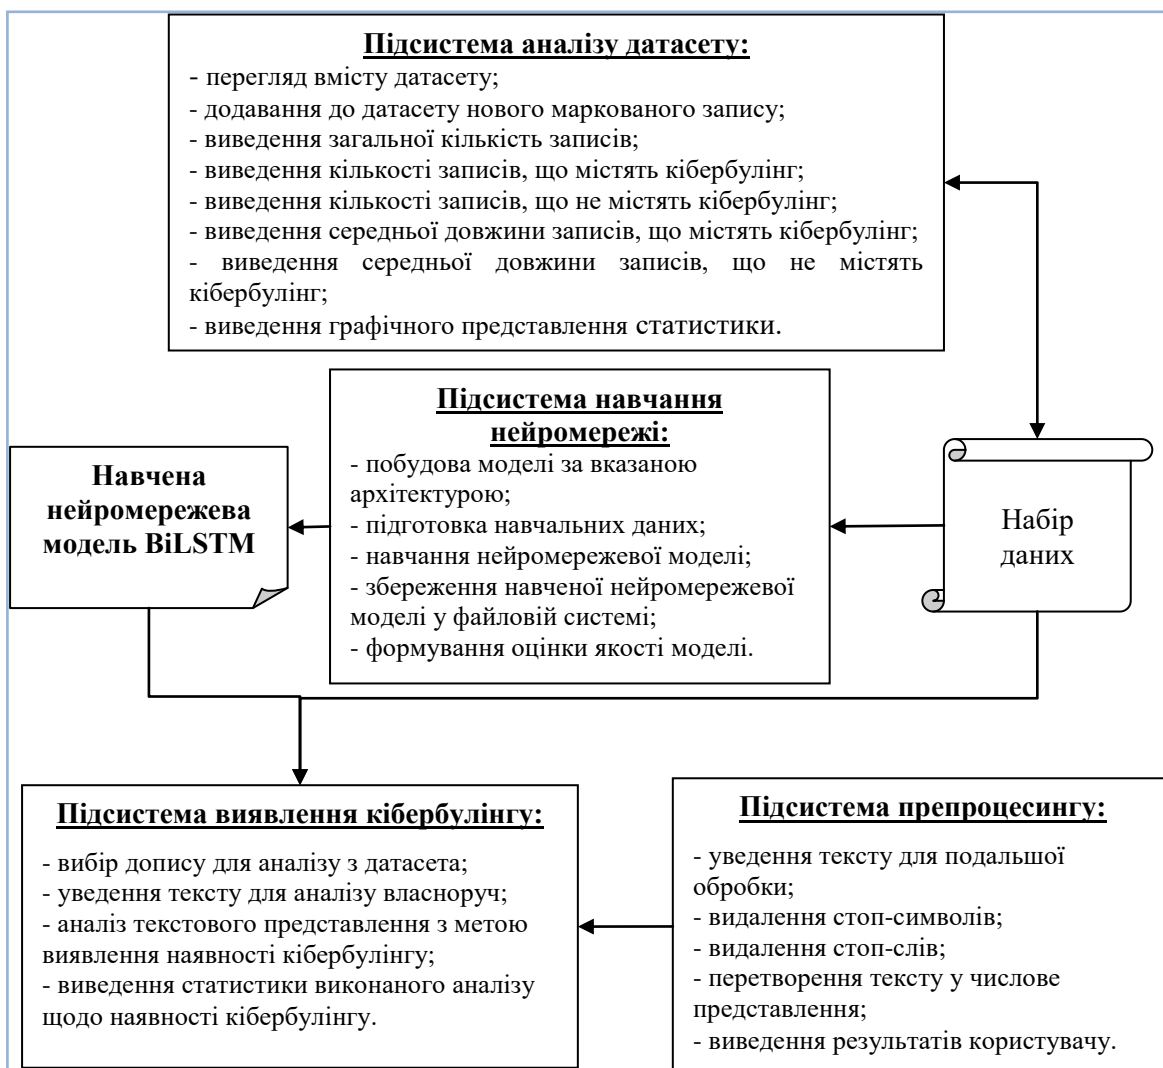 Підсистема аналізу датасету:
- перегляд вмісту датасету;
- додавання до датасету нового маркованого запису;
- виведення загальної кількість записів;
- виведення кількості записів, що містять кібербулінг;
- виведення кількості записів, що не містять кібербулінг;
- виведення середньої довжини записів, що містять кібербулінг;
- виведення середньої довжини записів, що не містять
кібербулінг;
- виведення графічного представлення статистики.
Підсистема навчання
нейромережі:
- побудова моделі за вказаною
архітектурою;
- підготовка навчальних даних;
- навчання нейромережевої моделі;
- збереження навченої нейромережевої
моделі у файловій системі;
- формування оцінки якості моделі.
Навчена
нейромережева
модель BiLSTM
Набір
даних
Підсистема виявлення кібербулінгу:
- вибір допису для аналізу з датасета;
- уведення тексту для аналізу власноруч;
- аналіз текстового представлення з метою
виявлення наявності кібербулінгу;
- виведення статистики виконаного аналізу
щодо наявності кібербулінгу.
Підсистема препроцесингу:
- уведення тексту для подальшої
обробки;
- видалення стоп-символів;
- видалення стоп-слів;
- перетворення тексту у числове
представлення;
- виведення результатів користувачу.